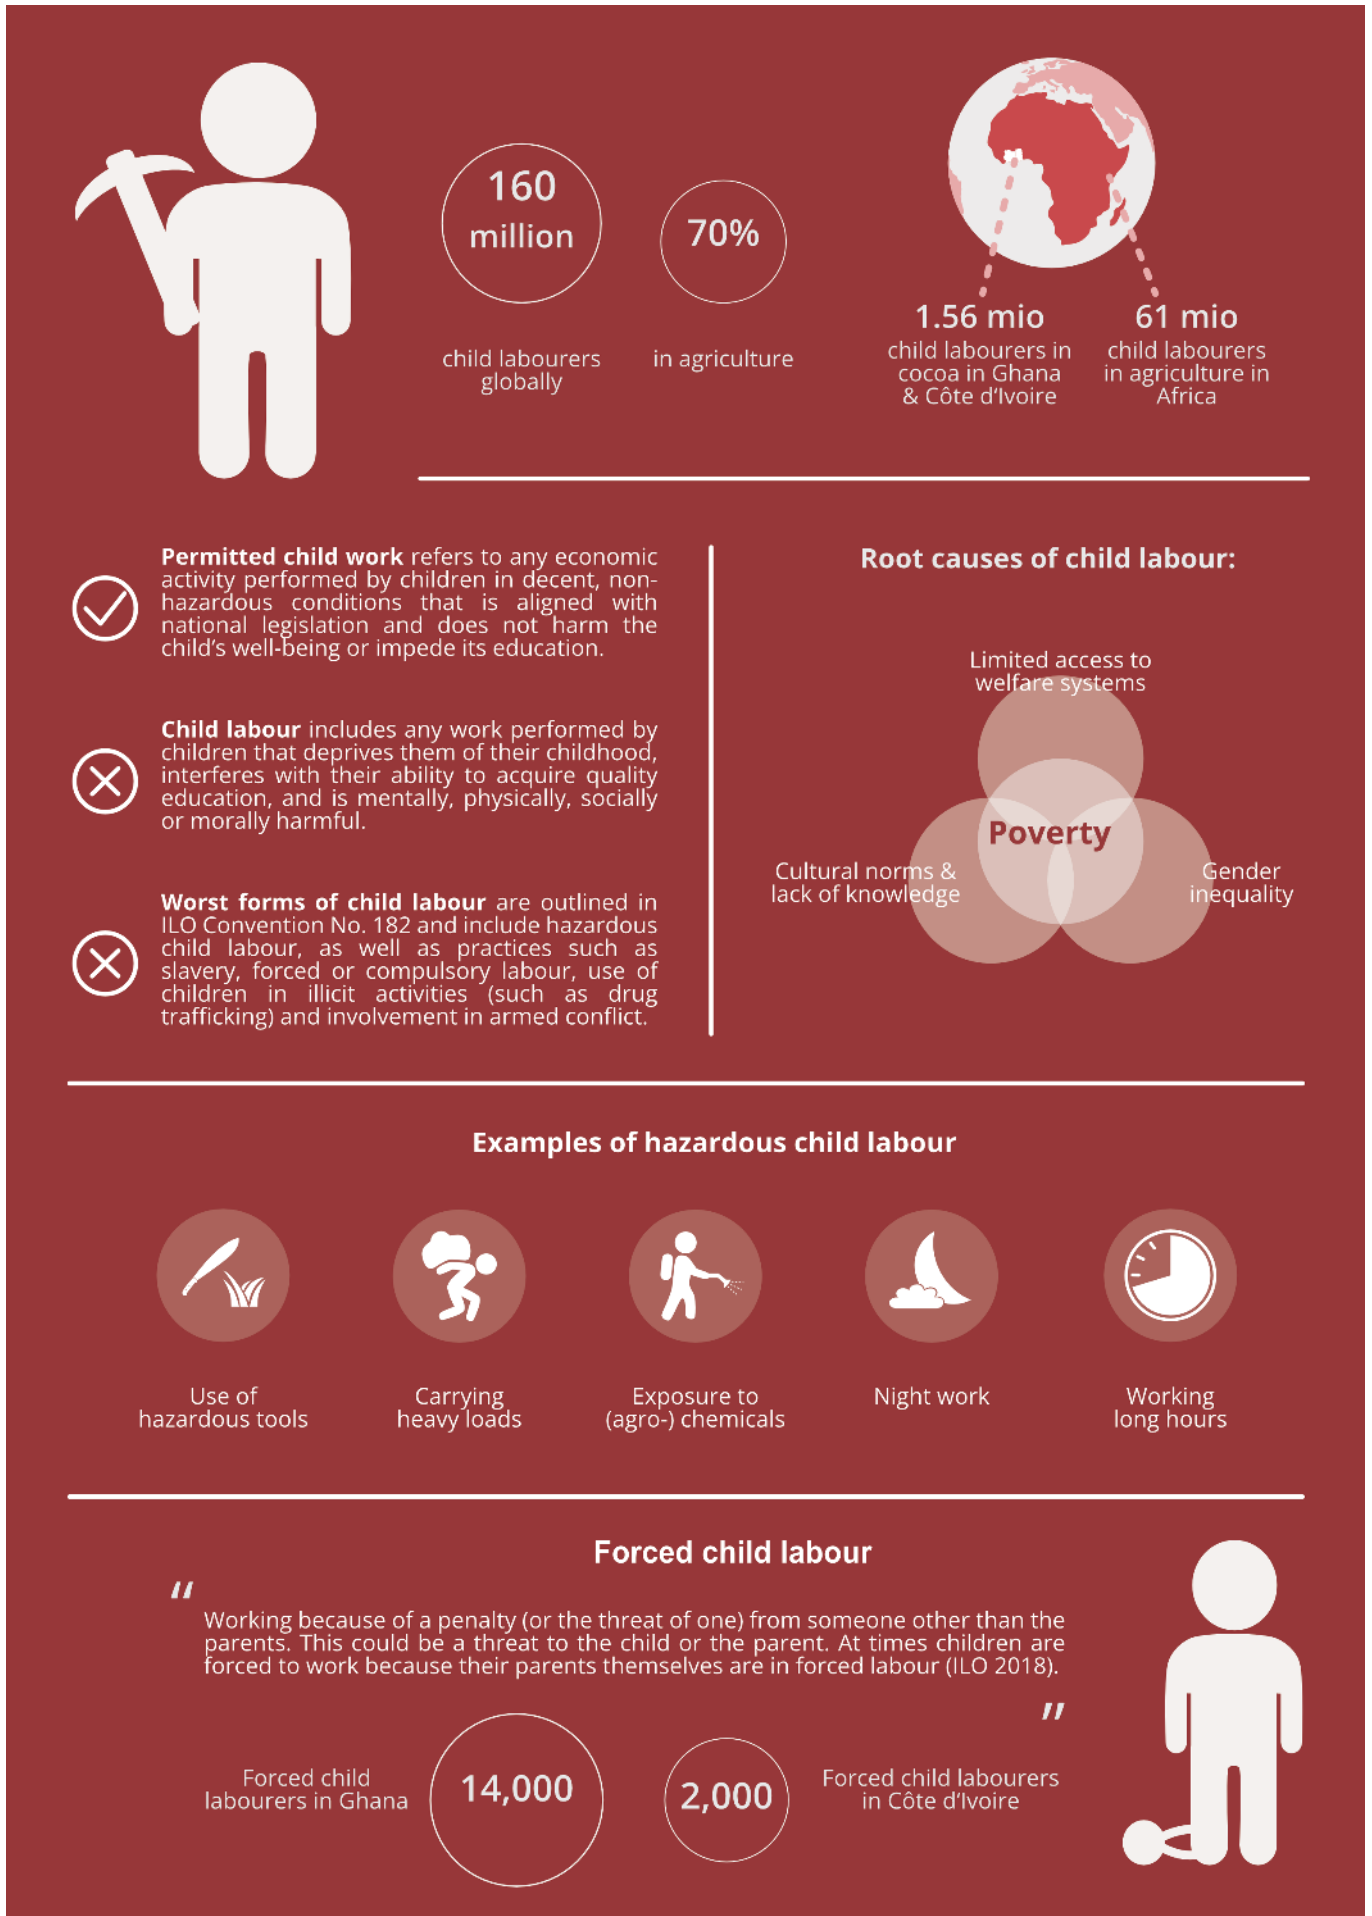 160
million
child labourers
globally
70%
in agriculture
1.56 mio
child labourers in
cocoa in Ghana
& Côte d'Ivoire
61 mio
child labourers
in agriculture in
Africa
Permitted child work refers to any economic
activity performed by children in decent, non-
hazardous conditions that is aligned with
national legislation and does not harm the
child's well-being or impede its education.
Child labour includes any work performed by
children that deprives them of their childhood,
interferes with their ability to acquire quality
education, and is mentally, physically, socially
or morally harmful.
Worst forms of child labour are outlined in
ILO Convention No. 182 and include hazardous
child labour, as well as practices such as
slavery, forced or compulsory labour, use of
children in illicit activities (such as drug
trafficking) and involvement in armed conflict.
Root causes of child labour:
Limited access to
welfare systems
Poverty
Cultural norms &
lack of knowledge
Gender
inequality
Examples of hazardous child labour
Use of
hazardous tools
Carrying
heavy loads
Exposure to
(agro-) chemicals
Night work
Working
long hours
Forced child labour
"
Working because of a penalty (or the threat of one) from someone other than the
parents. This could be a threat to the child or the parent. At times children are
forced to work because their parents themselves are in forced labour (ILO 2018).
"
Forced child
labourers in Ghana
14,000
2,000
Forced child labourers
in Côte d'Ivoire